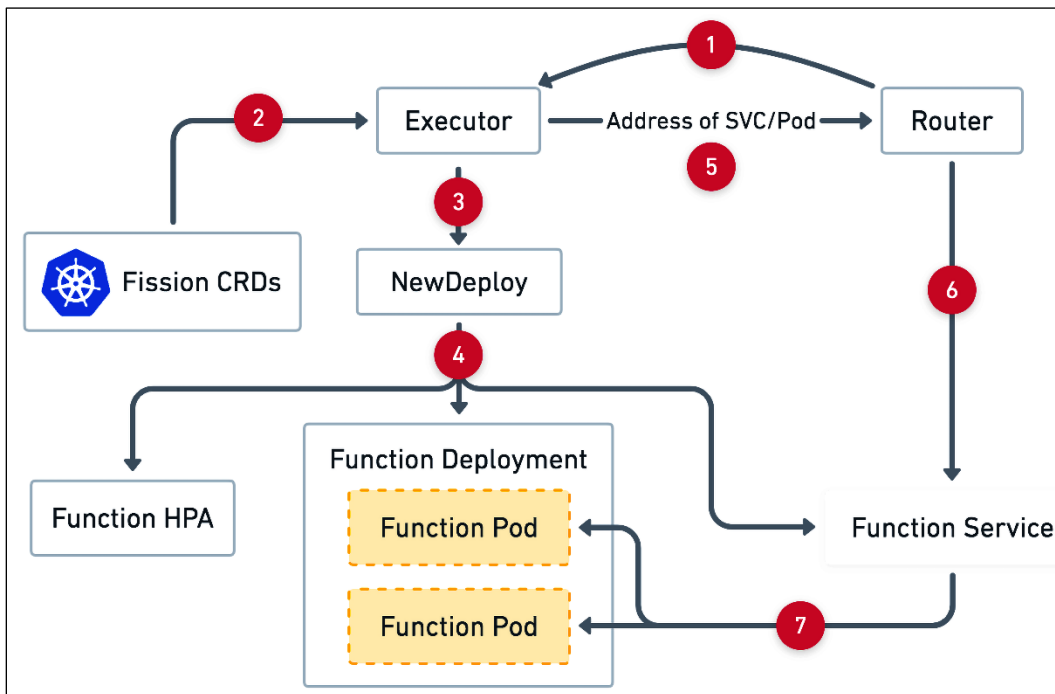 1
2
Executor
Address of SVC/Pod
Router
5
3
Fission CRDs
NewDeploy
6
4
Function Deployment
Function HPA
Function Pod
Function Service
Function Pod
7